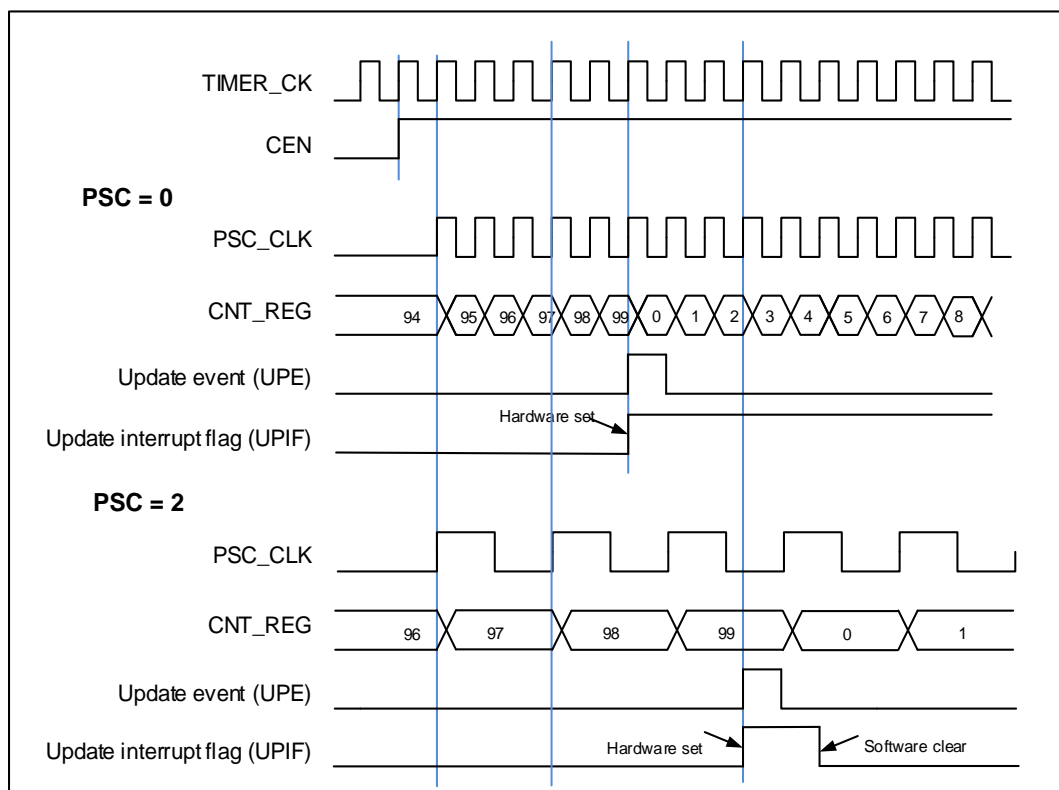 TIMER_CK
CEN
PSC = 0
PSC_CLK
CNT_REG 94 95 96 97 98 99 0 1 2 3 4 5 6 7 8
Update event (UPE)
Hardware set
Update interrupt flag (UPIF)
PSC = 2
PSC_CLK
CNT_REG 96 97 98 99 0 1
Update event (UPE)
Update interrupt flag (UPIF) Hardware set Software clear